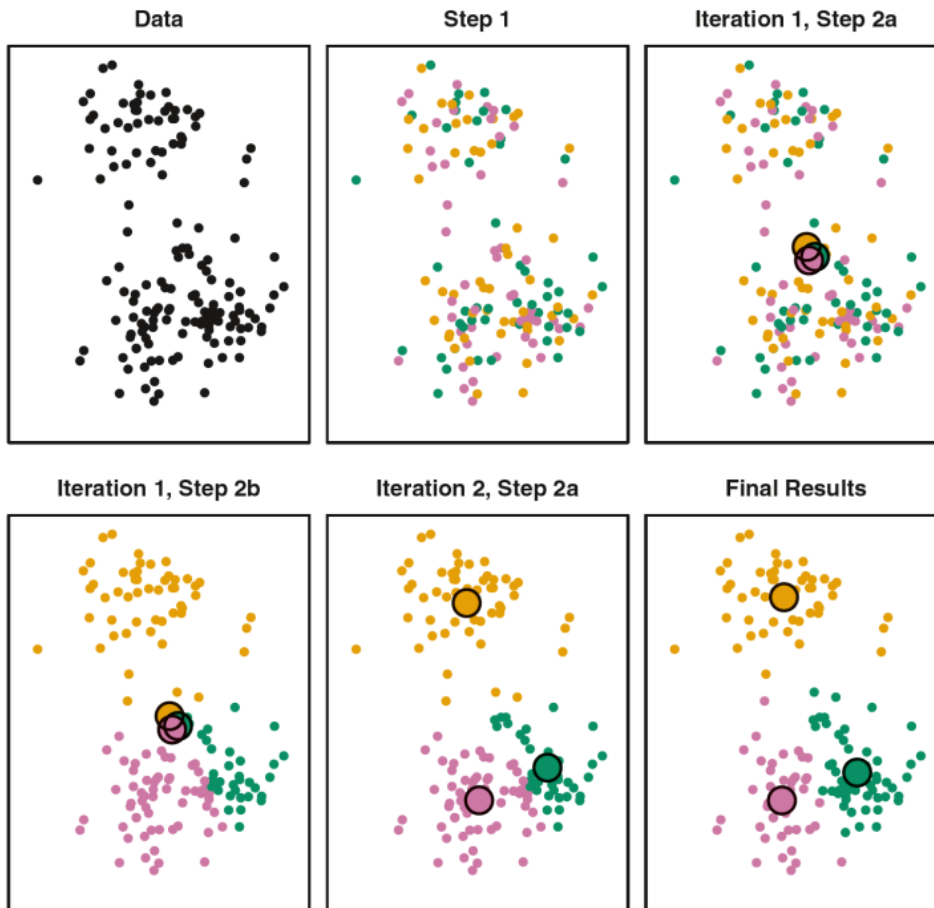 Data
Step 1
Iteration 1, Step 2a
Iteration 1, Step 2b
Iteration 2, Step 2a
Final Results